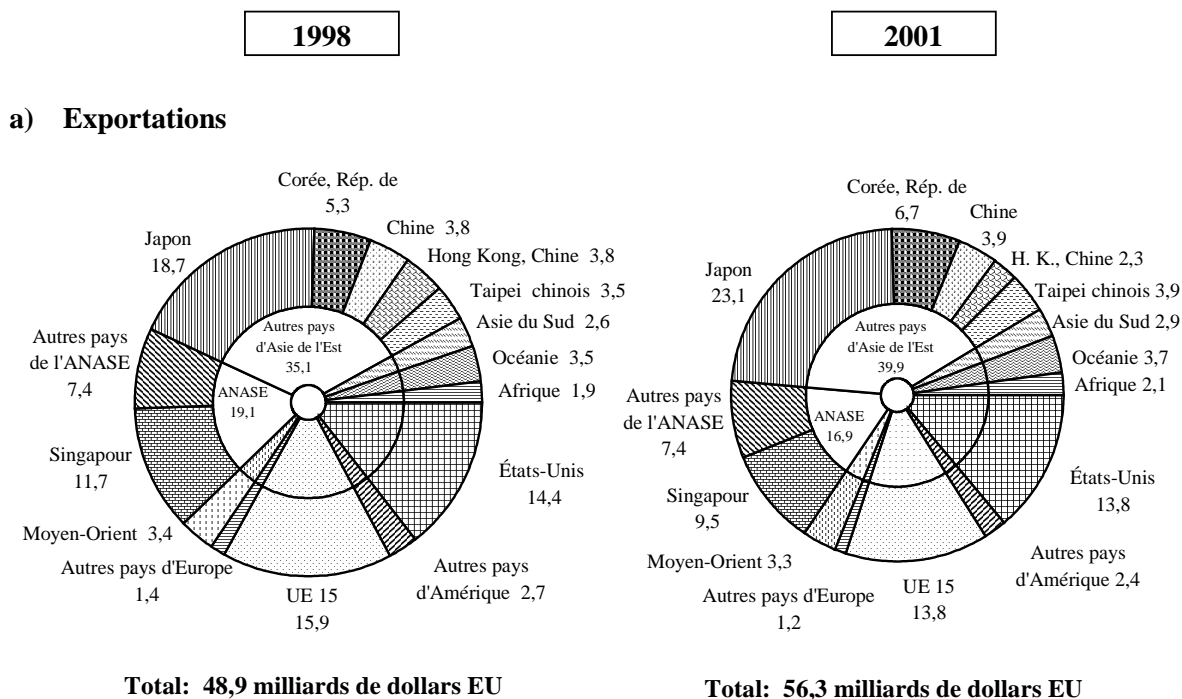 1998
2001
a) Exportations
Corée, Rép. de
5,3
Chine 3,8
Hong Kong, Chine 3,8
Taipei chinois 3,5
Asie du Sud 2,6
Océanie 3,5
Afrique 1,9
États-Unis
14,4
Autres pays
d'Amérique 2,7
UE 15
15,9
Autres pays d'Europe
1,4
Moyen-Orient 3,4
Singapour
11,7
Autres pays
de l'ANASE
7,4
Japon
18,7
Autres pays
d'Asie de l'Est
35,1
ANASE
19,1
Total: 48,9 milliards de dollars EU
Corée, Rép. de
6,7
Chine
3,9
H. K., Chine 2,3
Taipei chinois 3,9
Asie du Sud 2,9
Océanie 3,7
Afrique 2,1
États-Unis
13,8
Autres pays
d'Amérique 2,4
UE 15
13,8
Autres pays d'Europe
1,2
Moyen-Orient 3,3
Singapour
9,5
Autres pays
de l'ANASE
7,4
Japon
23,1
Autres pays
d'Asie de l'Est
39,9
ANASE
16,9
Total: 56,3 milliards de dollars EU